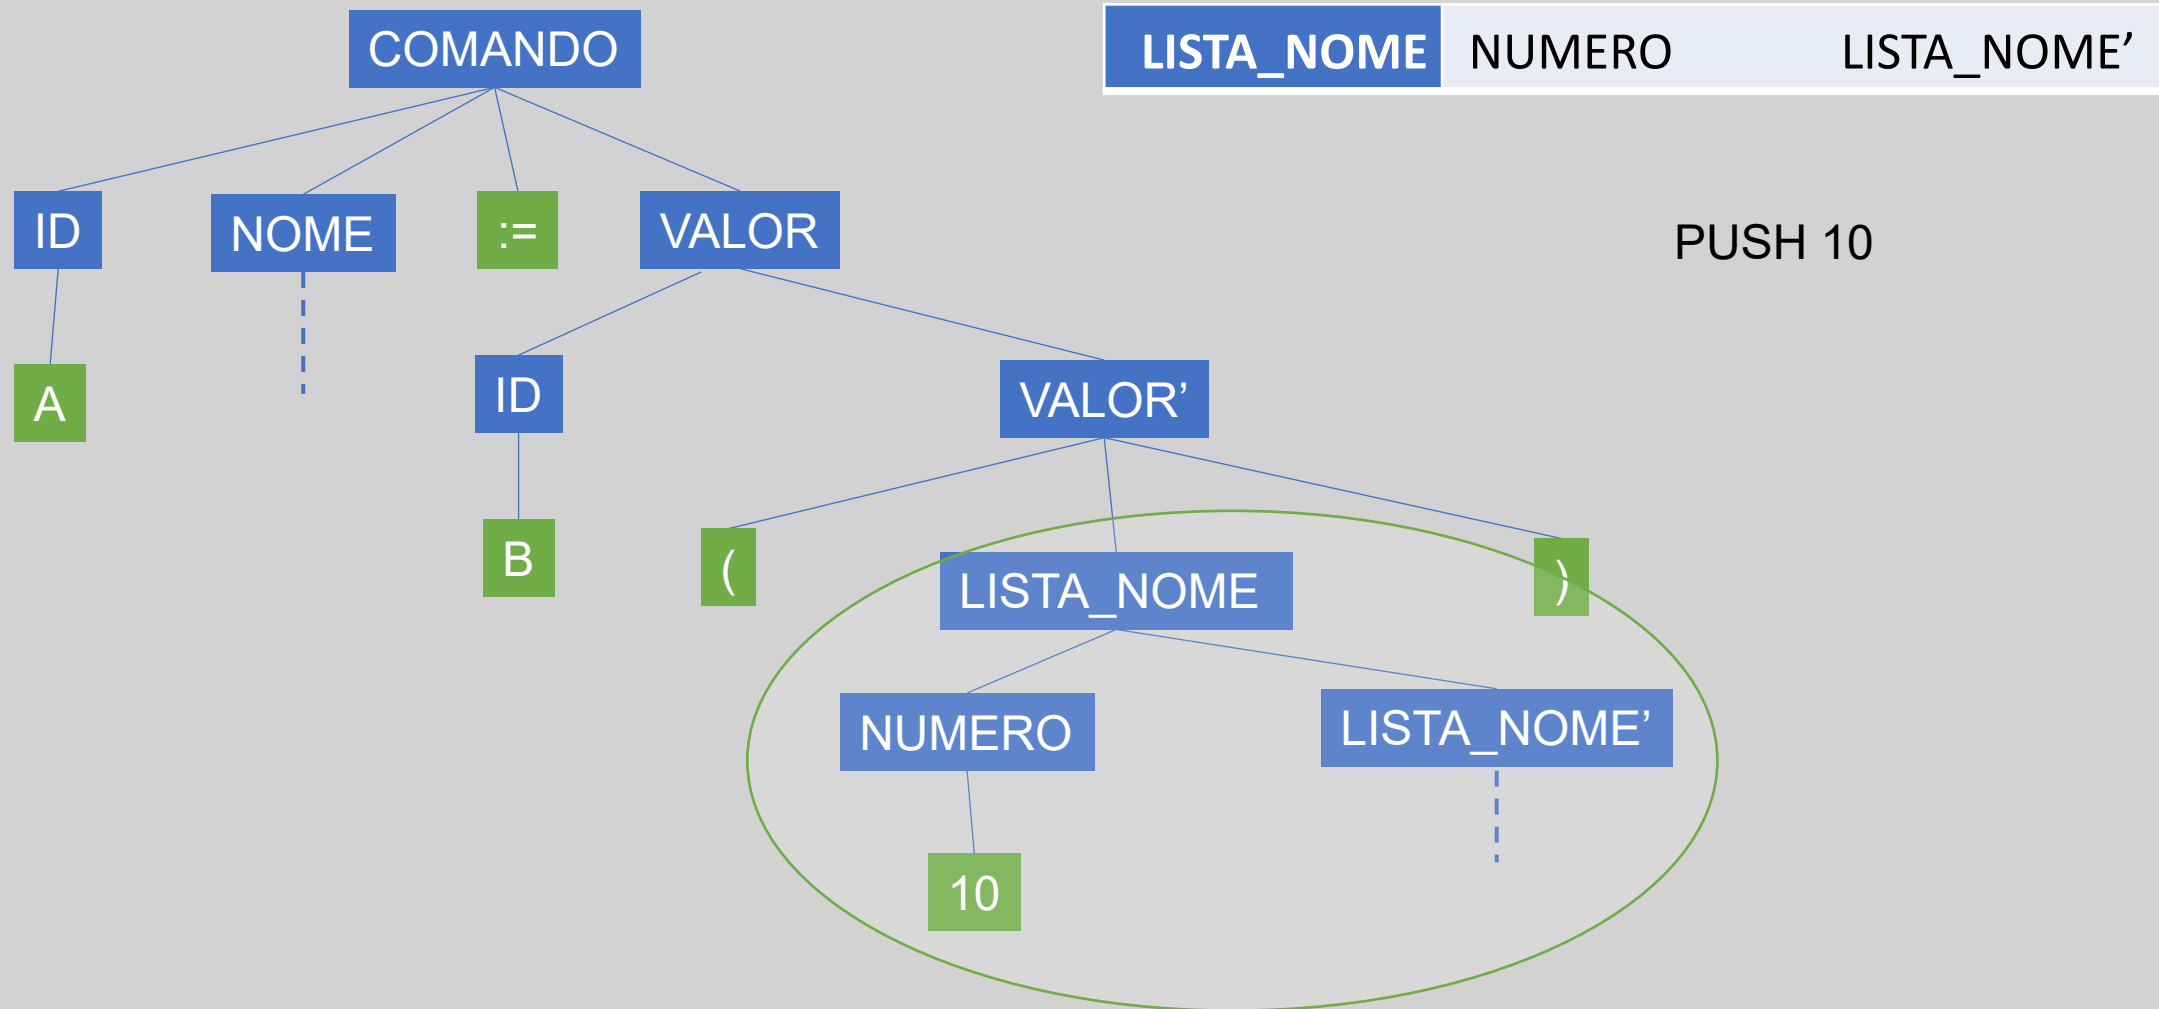 COMANDO
LISTA_NOME NUMERO LISTA_NOME’
ID NOME := VALOR
PUSH 10
A
ID
VALOR’
B
( LISTA_NOME )
NUMERO LISTA_NOME’
10